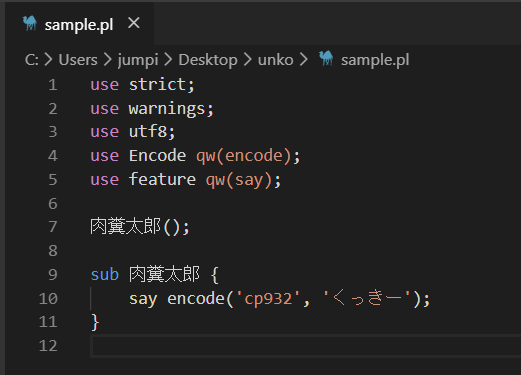 sample.pl ×
C: > Users > jumpi > Desktop > unko > sample.pl
1 use strict;
2 use warnings;
3 use utf8;
4 use Encode qw(encode);
5 use feature qw(say);
6
7 肉糞太郎();
8
9 sub 肉糞太郎 {
10     say encode('cp932', 'くっきー');
11 }
12